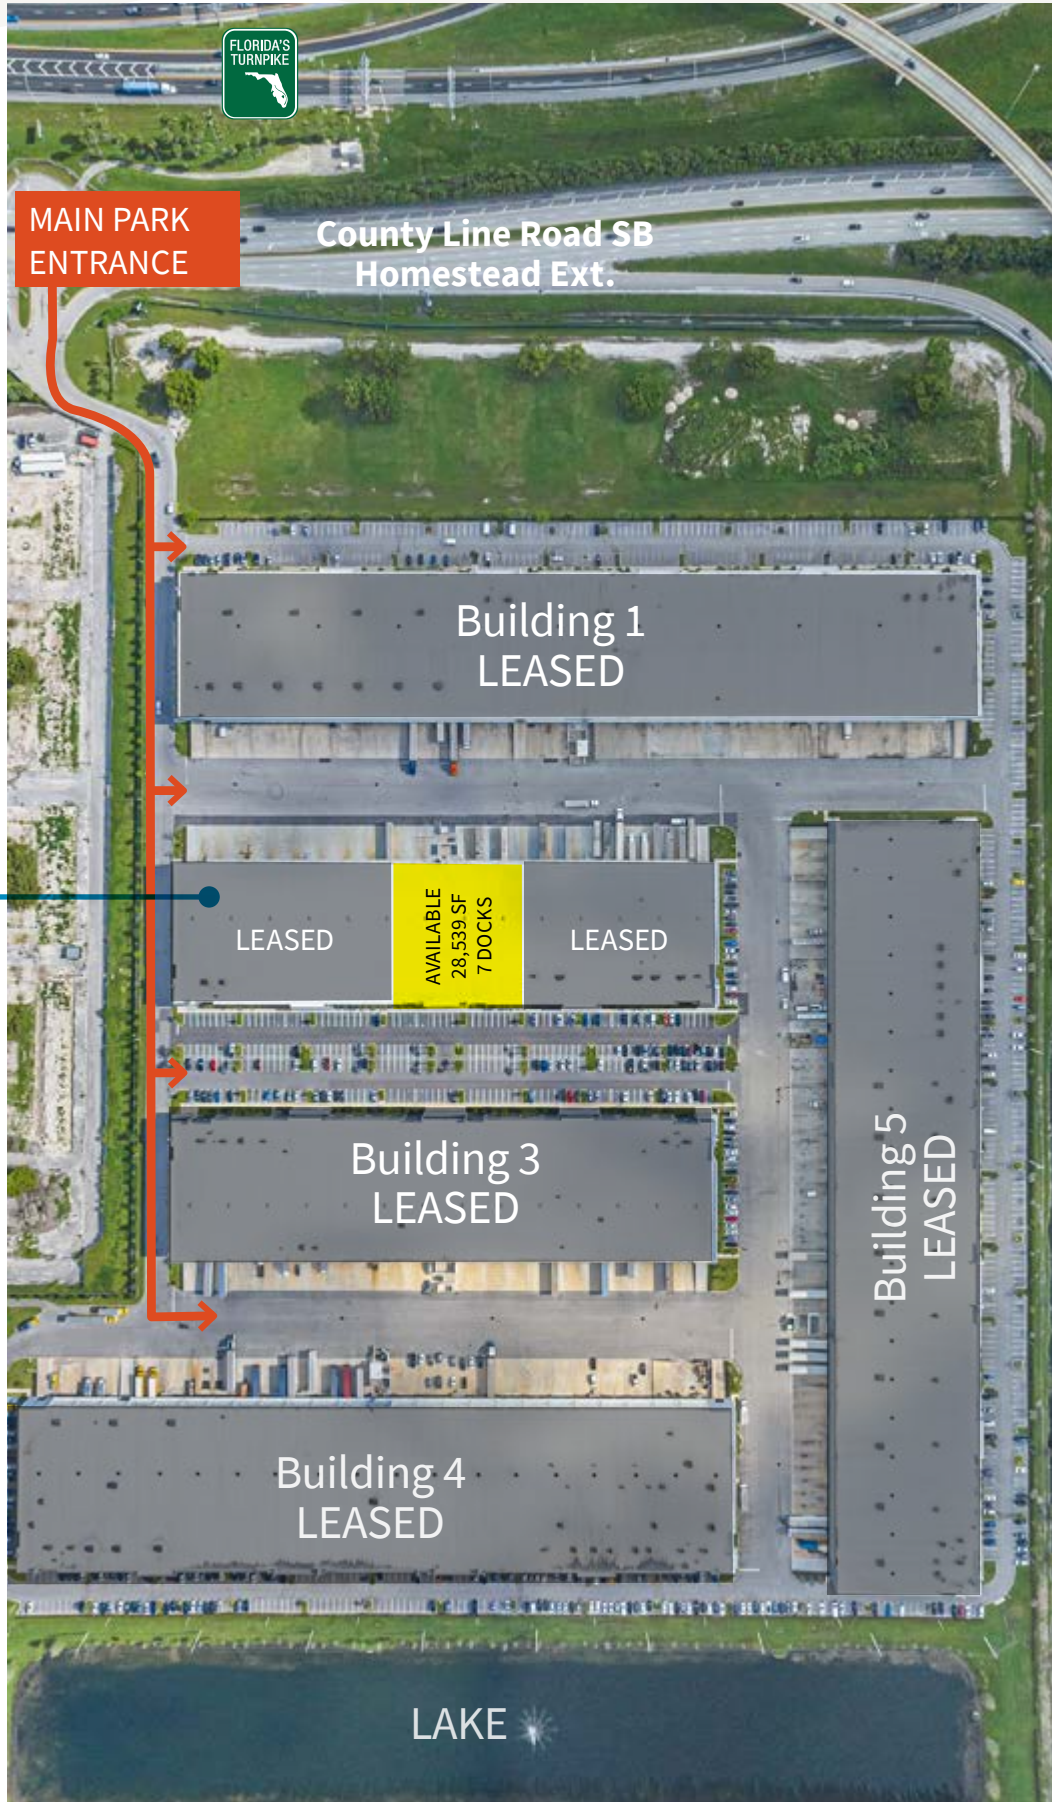 FLORIDA'S
TURNPIKE
MAIN PARK
ENTRANCE
County Line Road SB
Homestead Ext.
Building 1
LEASED
LEASED
AVAILABLE
28,539 SF
7 DOCKS
LEASED
Building 3
LEASED
Building 5
LEASED
Building 4
LEASED
LAKE